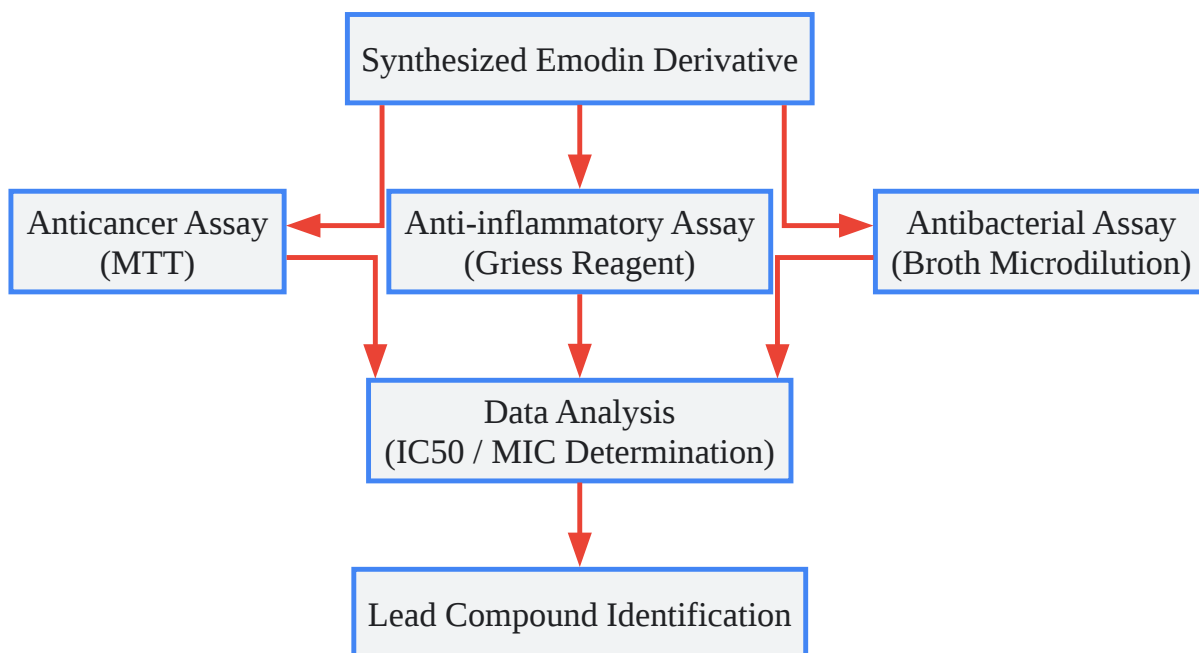 Synthesized Emodin Derivative
Anticancer Assay
(MTT)
Anti-inflammatory Assay
(Griess Reagent)
Antibacterial Assay
(Broth Microdilution)
Data Analysis
(IC50 / MIC Determination)
Lead Compound Identification